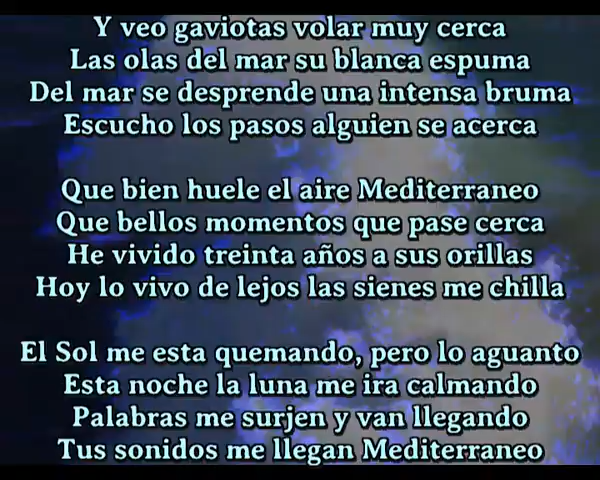 Y veo gaviotas volar muy cerca
Las olas del mar su blanca espuma
Del mar se desprende una intensa bruma
Escucho los pasos alguien se acerca
Que bien huele el aire Mediterraneo
Que bellos momentos que pase cerca
He vivido treinta años a sus orillas
Hoy lo vivo de lejos las sienes me chilla
El Sol me esta quemando, pero lo aguanto
Esta noche la luna me ira calmando
Palabras me surjen y van llegando
Tus sonidos me llegan Mediterraneo